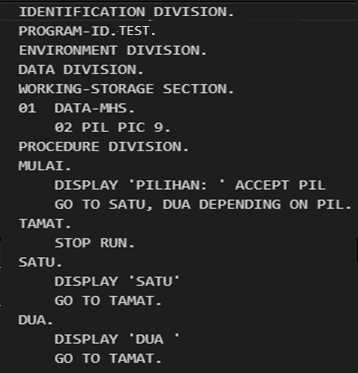 IDENTIFICATION DIVISION.
PROGRAM-ID.TEST.
ENVIRONMENT DIVISION.
DATA DIVISION.
WORKING-STORAGE SECTION.
01  DATA-MHS.
    02 PIL PIC 9.
PROCEDURE DIVISION.
MULAI.
    DISPLAY 'PILIHAN: ' ACCEPT PIL
    GO TO SATU, DUA DEPENDING ON PIL.
TAMAT.
    STOP RUN.
SATU.
    DISPLAY 'SATU'
    GO TO TAMAT.
DUA.
    DISPLAY 'DUA '
    GO TO TAMAT.